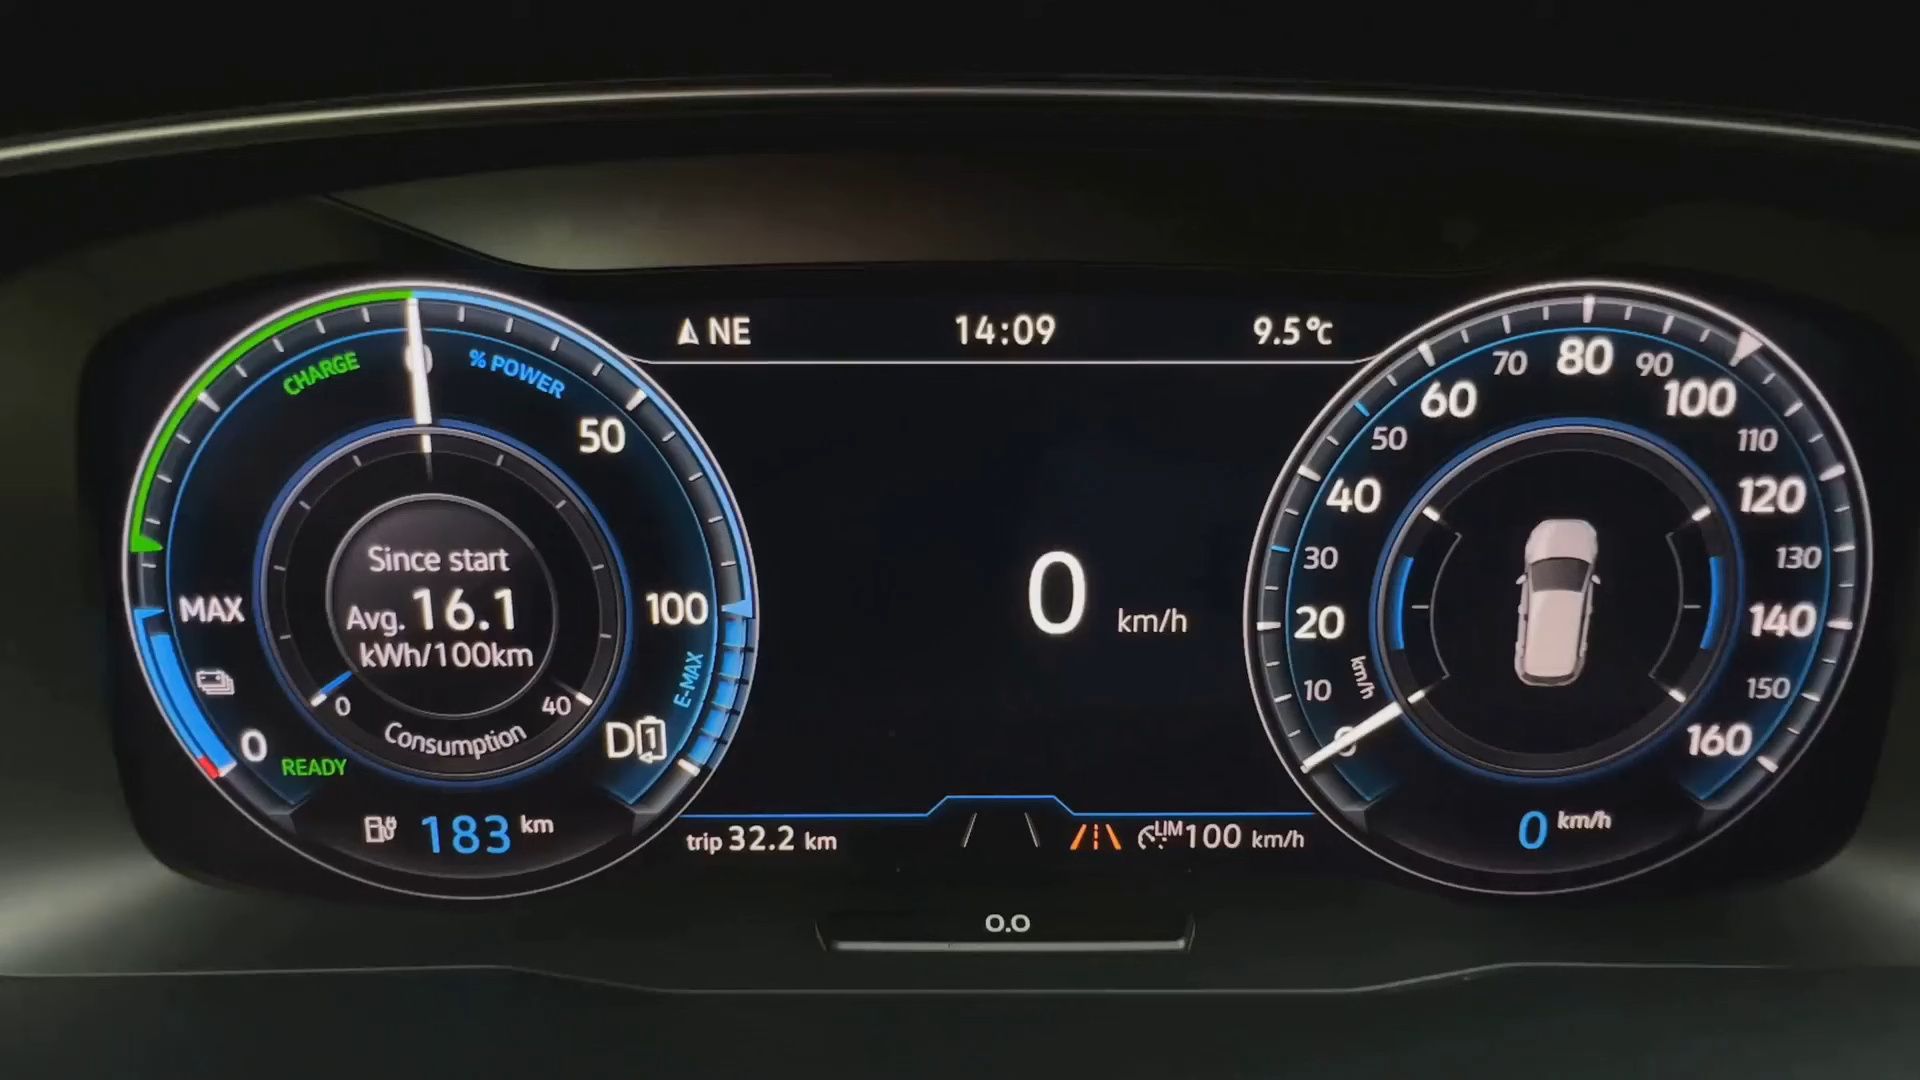 NE
14:09
9.5°C
CHARGE
0
% POWER
50
100
E-MAX
MAX
0
READY
Since start
Avg. 16.1
kWh/100km
0
40
Consumption
D1
183 km
0 km/h
trip 32.2 km
LIM 100 km/h
0.0
0
10
20
30
40
50
60
70
80
90
100
110
120
130
140
150
160
km/h
0 km/h